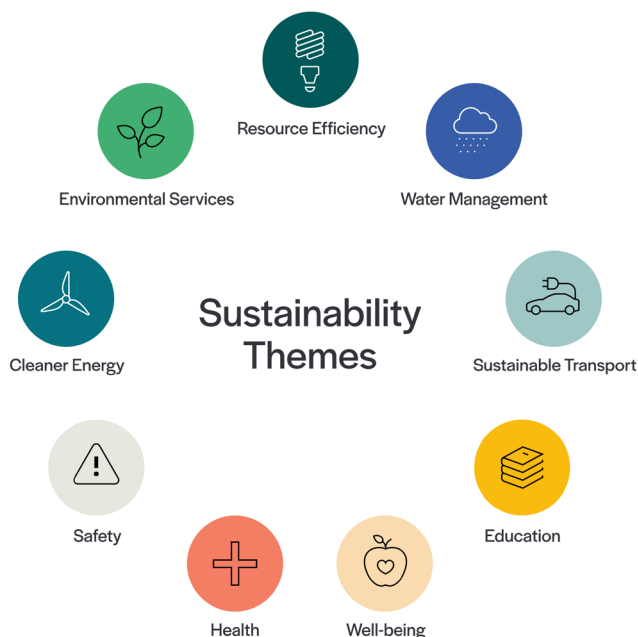 Resource Efficiency
Environmental Services
Water Management
Sustainability
Themes
Cleaner Energy
Sustainable Transport
Safety
Education
Health
Well-being